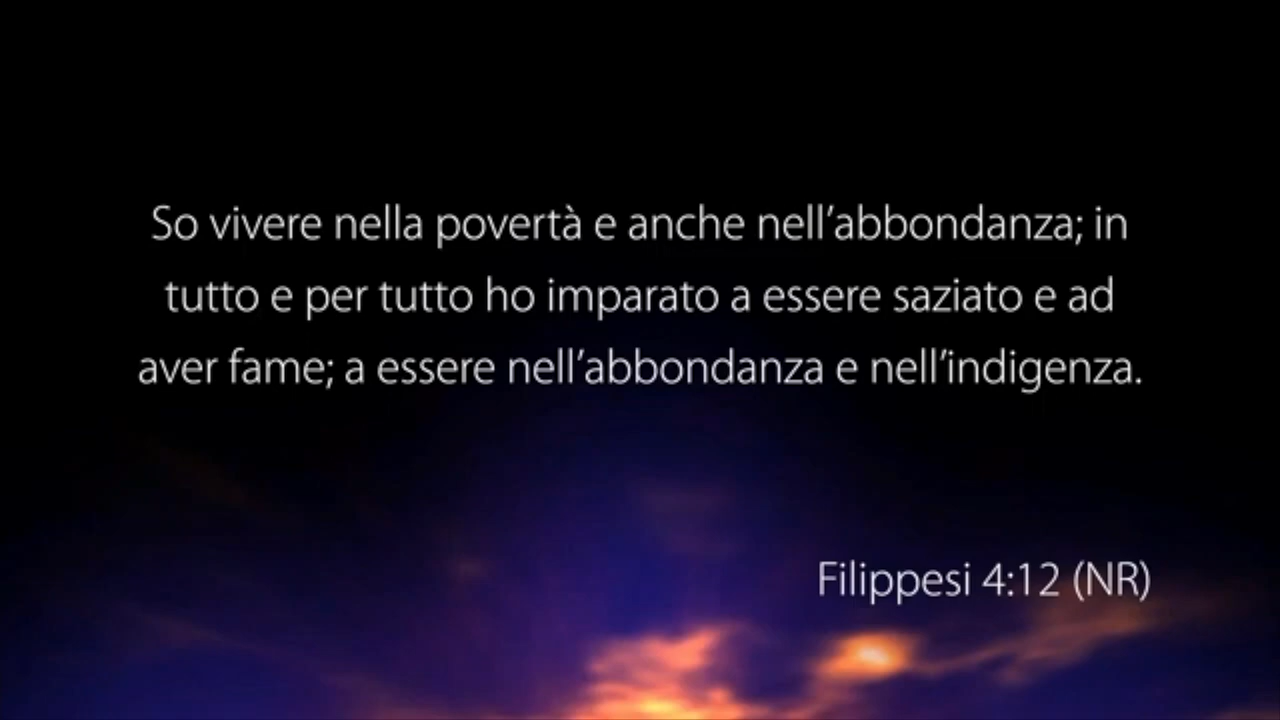 So vivere nella povertà e anche nell’abbondanza; in
tutto e per tutto ho imparato a essere saziato e ad
aver fame; a essere nell’abbondanza e nell’indigenza.
Filippesi 4:12 (NR)